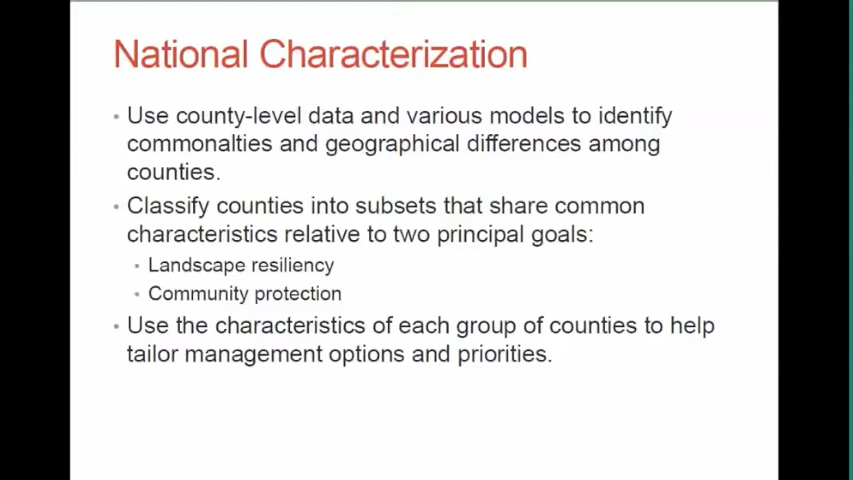 National Characterization
• Use county-level data and various models to identify
commonalties and geographical differences among
counties.
• Classify counties into subsets that share common
characteristics relative to two principal goals:
• Landscape resiliency
• Community protection
• Use the characteristics of each group of counties to help
tailor management options and priorities.